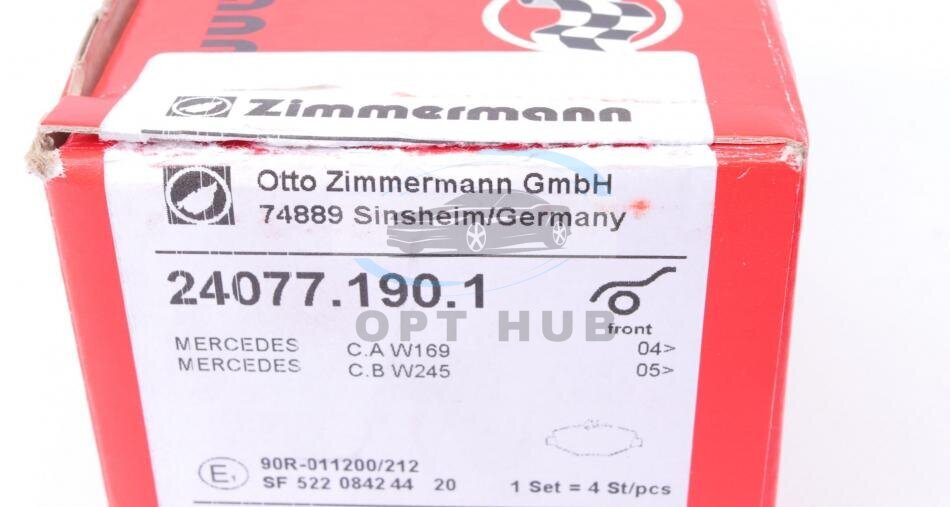 Zimmermann
Otto Zimmermann GmbH
74889 Sinsheim/Germany
24077.190.1
OPT HUB
front
MERCEDES C.A W169 04>
MERCEDES C.B W245 05>
E1 90R-011200/212
SF 522 0842 44 20 1 Set = 4 St/pcs